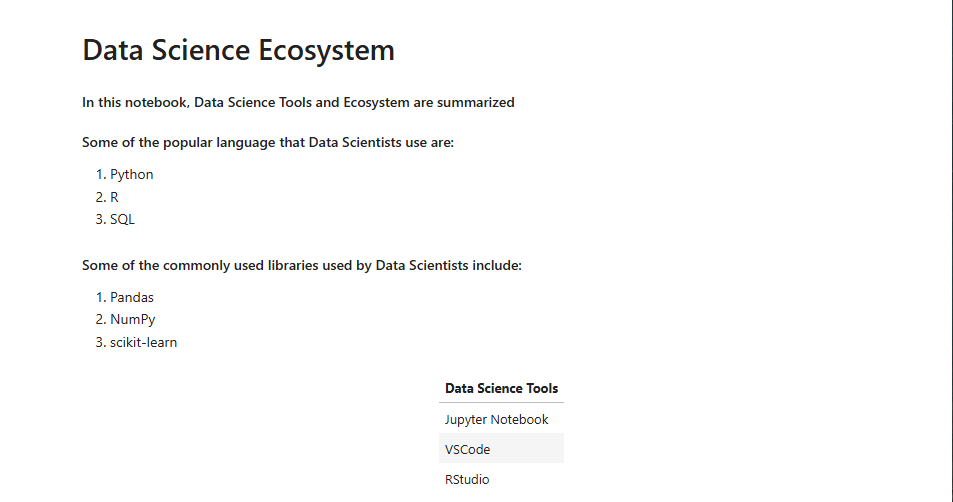 Data Science Ecosystem
In this notebook, Data Science Tools and Ecosystem are summarized
Some of the popular language that Data Scientists use are:
1. Python
2. R
3. SQL
Some of the commonly used libraries used by Data Scientists include:
1. Pandas
2. NumPy
3. scikit-learn
Data Science Tools
Jupyter Notebook
VSCode
RStudio